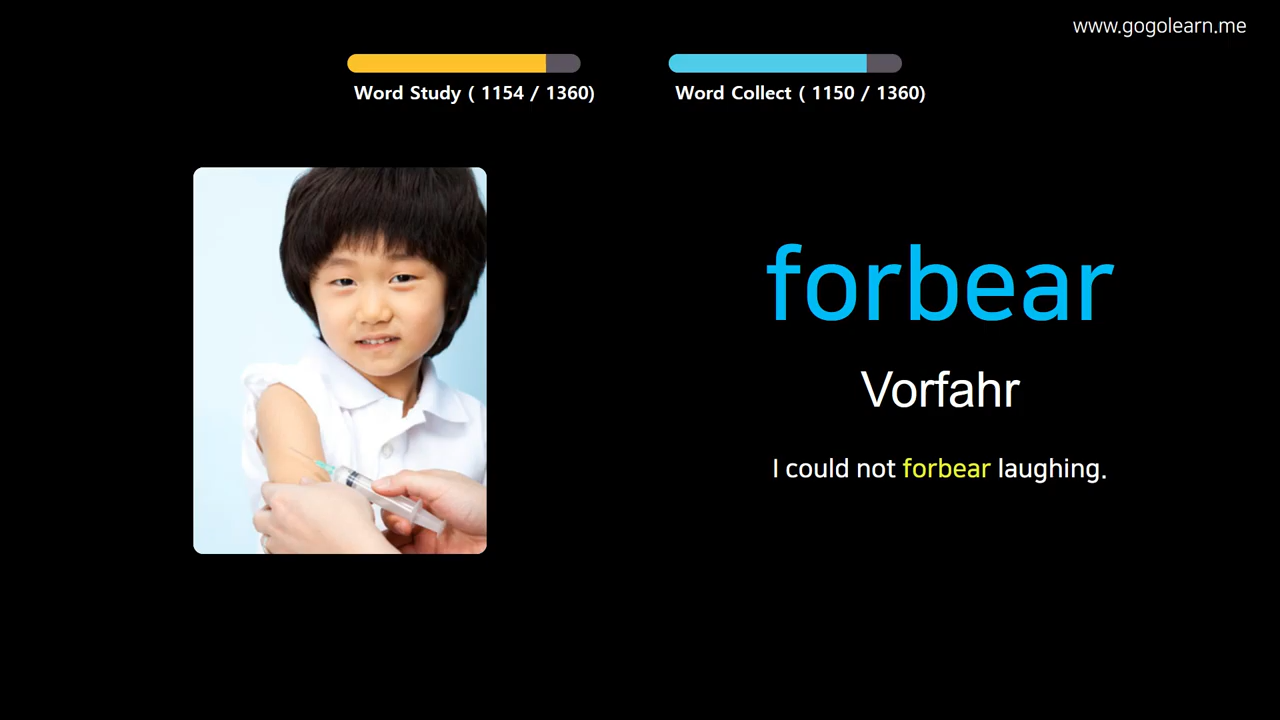 www.gogolearn.me
Word Study ( 1154 / 1360)
Word Collect ( 1150 / 1360)
forbear
Vorfahr
I could not forbear laughing.